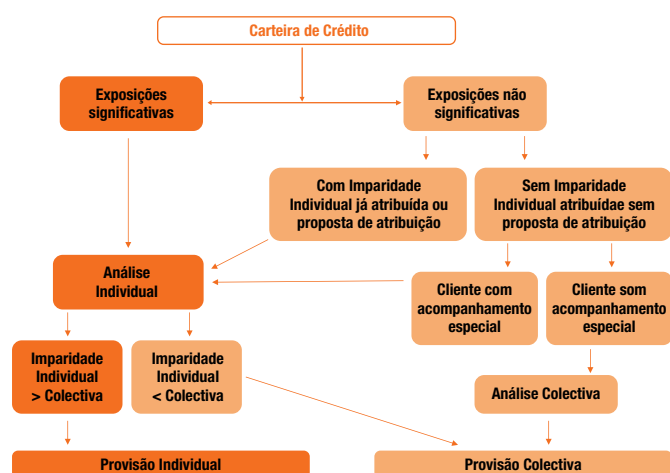 Carteira de Crédito
Exposições
significativas
Exposições não
significativas
Com Imparidade
Individual já atribuída ou
proposta de atribuição
Sem Imparidade
Individual atribuídae sem
proposta de atribuição
Análise
Individual
Cliente com
acompanhamento
especial
Cliente som
acompanhamento
especial
Imparidade
Individual
> Colectiva
Imparidade
Individual
< Colectiva
Análise Colectiva
Provisão Individual
Provisão Colectiva